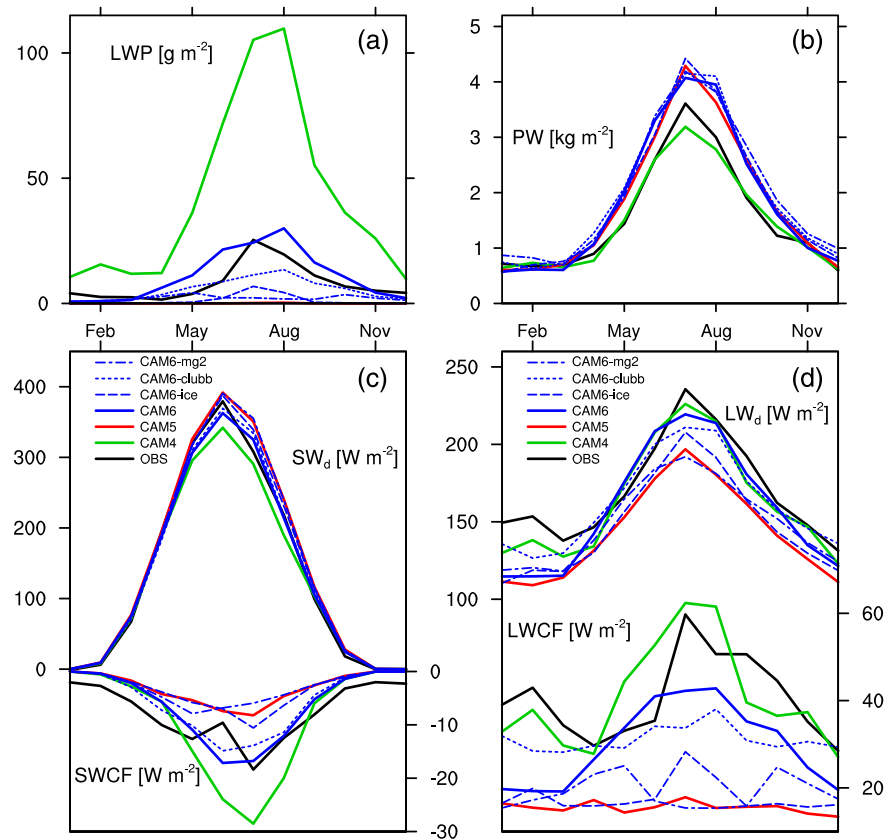 (a)
LWP [g m-2]
100
50
0
(b)
PW [kg m-2]
5
4
3
2
1
0
Feb May Aug Nov
Feb May Aug Nov
(c)
CAM6-mg2
CAM6-clubb
CAM6-ice
CAM6
CAM5
CAM4
OBS
SWd [W m-2]
400
300
200
100
0
SWCF [W m-2]
0
-10
-20
-30
(d)
CAM6-mg2
CAM6-clubb
CAM6-ice
CAM6
CAM5
CAM4
OBS
LWd [W m-2]
250
200
150
100
LWCF [W m-2]
60
40
20